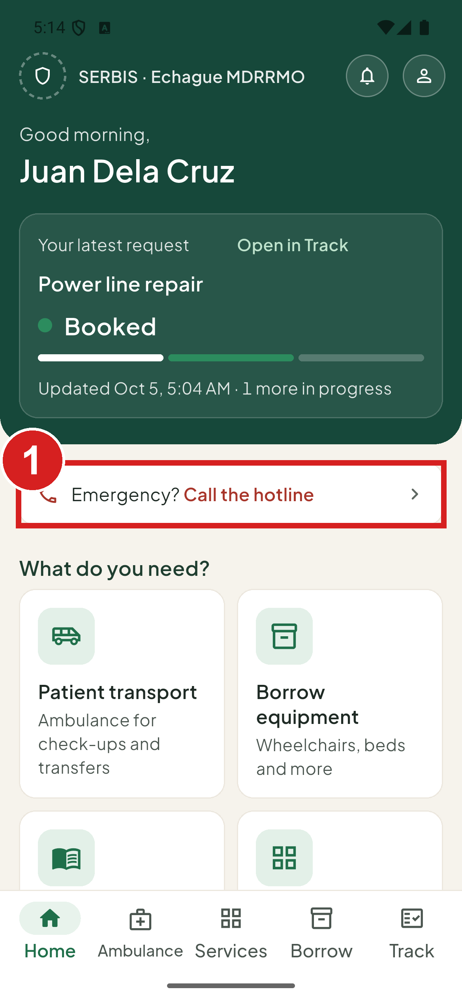 5:14
SERBIS · Echague MDRRMO
Good morning,
Juan Dela Cruz
Your latest request
Open in Track
Power line repair
Booked
Updated Oct 5, 5:04 AM · 1 more in progress
1
Emergency? Call the hotline
What do you need?
Patient transport
Ambulance for
check-ups and
transfers
Borrow
equipment
Wheelchairs, beds
and more
Home
Ambulance
Services
Borrow
Track